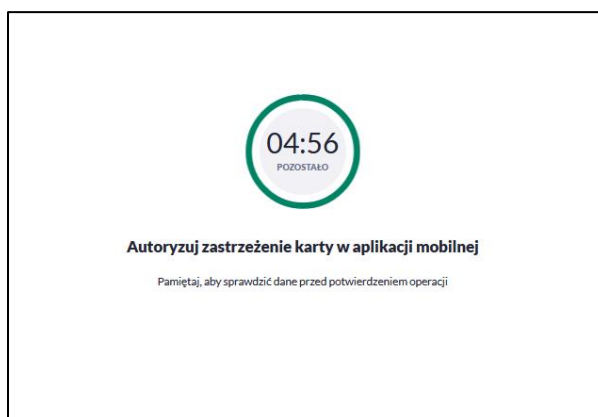 04:56
POZOSTAŁO
Autoryzuj zastrzeżenie karty w aplikacji mobilnej
Pamiętaj, aby sprawdzić dane przed potwierdzeniem operacji